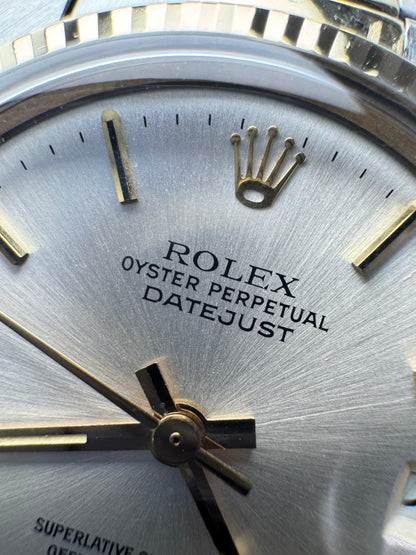 ROLEX
OYSTER PERPETUAL
DATEJUST
SUPERLATIVE